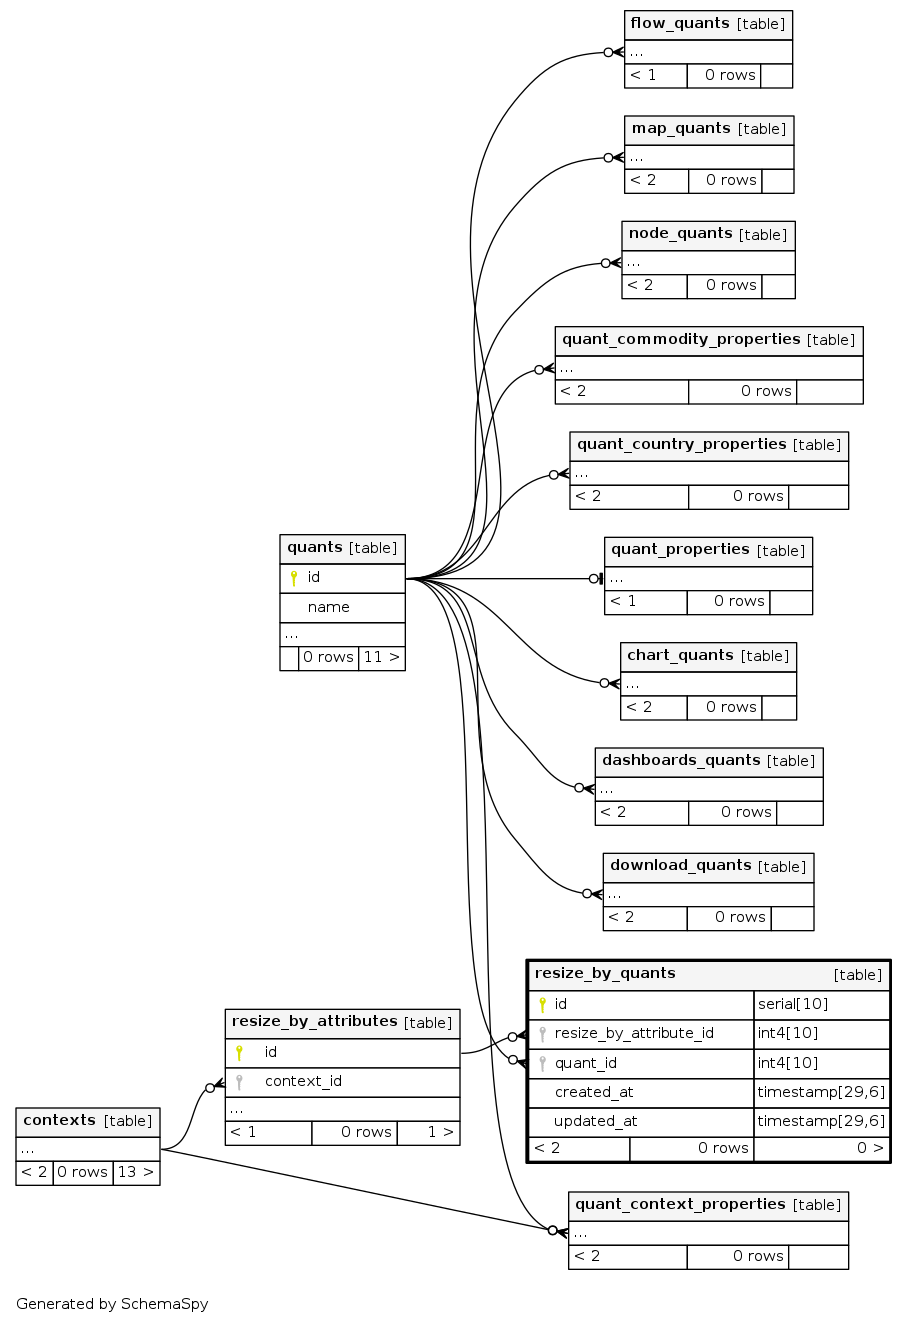 flow_quants [table]
...
< 1 0 rows
map_quants [table]
...
< 2 0 rows
node_quants [table]
...
< 2 0 rows
quant_commodity_properties [table]
...
< 2 0 rows
quant_country_properties [table]
...
< 2 0 rows
quants [table]
id
name
...
0 rows 11 >
quant_properties [table]
...
< 1 0 rows
chart_quants [table]
...
< 2 0 rows
dashboards_quants [table]
...
< 2 0 rows
download_quants [table]
...
< 2 0 rows
resize_by_quants [table]
id serial[10]
resize_by_attribute_id int4[10]
quant_id int4[10]
created_at timestamp[29,6]
updated_at timestamp[29,6]
< 2 0 rows 0 >
resize_by_attributes [table]
id
context_id
...
< 1 0 rows 1 >
contexts [table]
...
< 2 0 rows 13 >
quant_context_properties [table]
...
< 2 0 rows
Generated by SchemaSpy